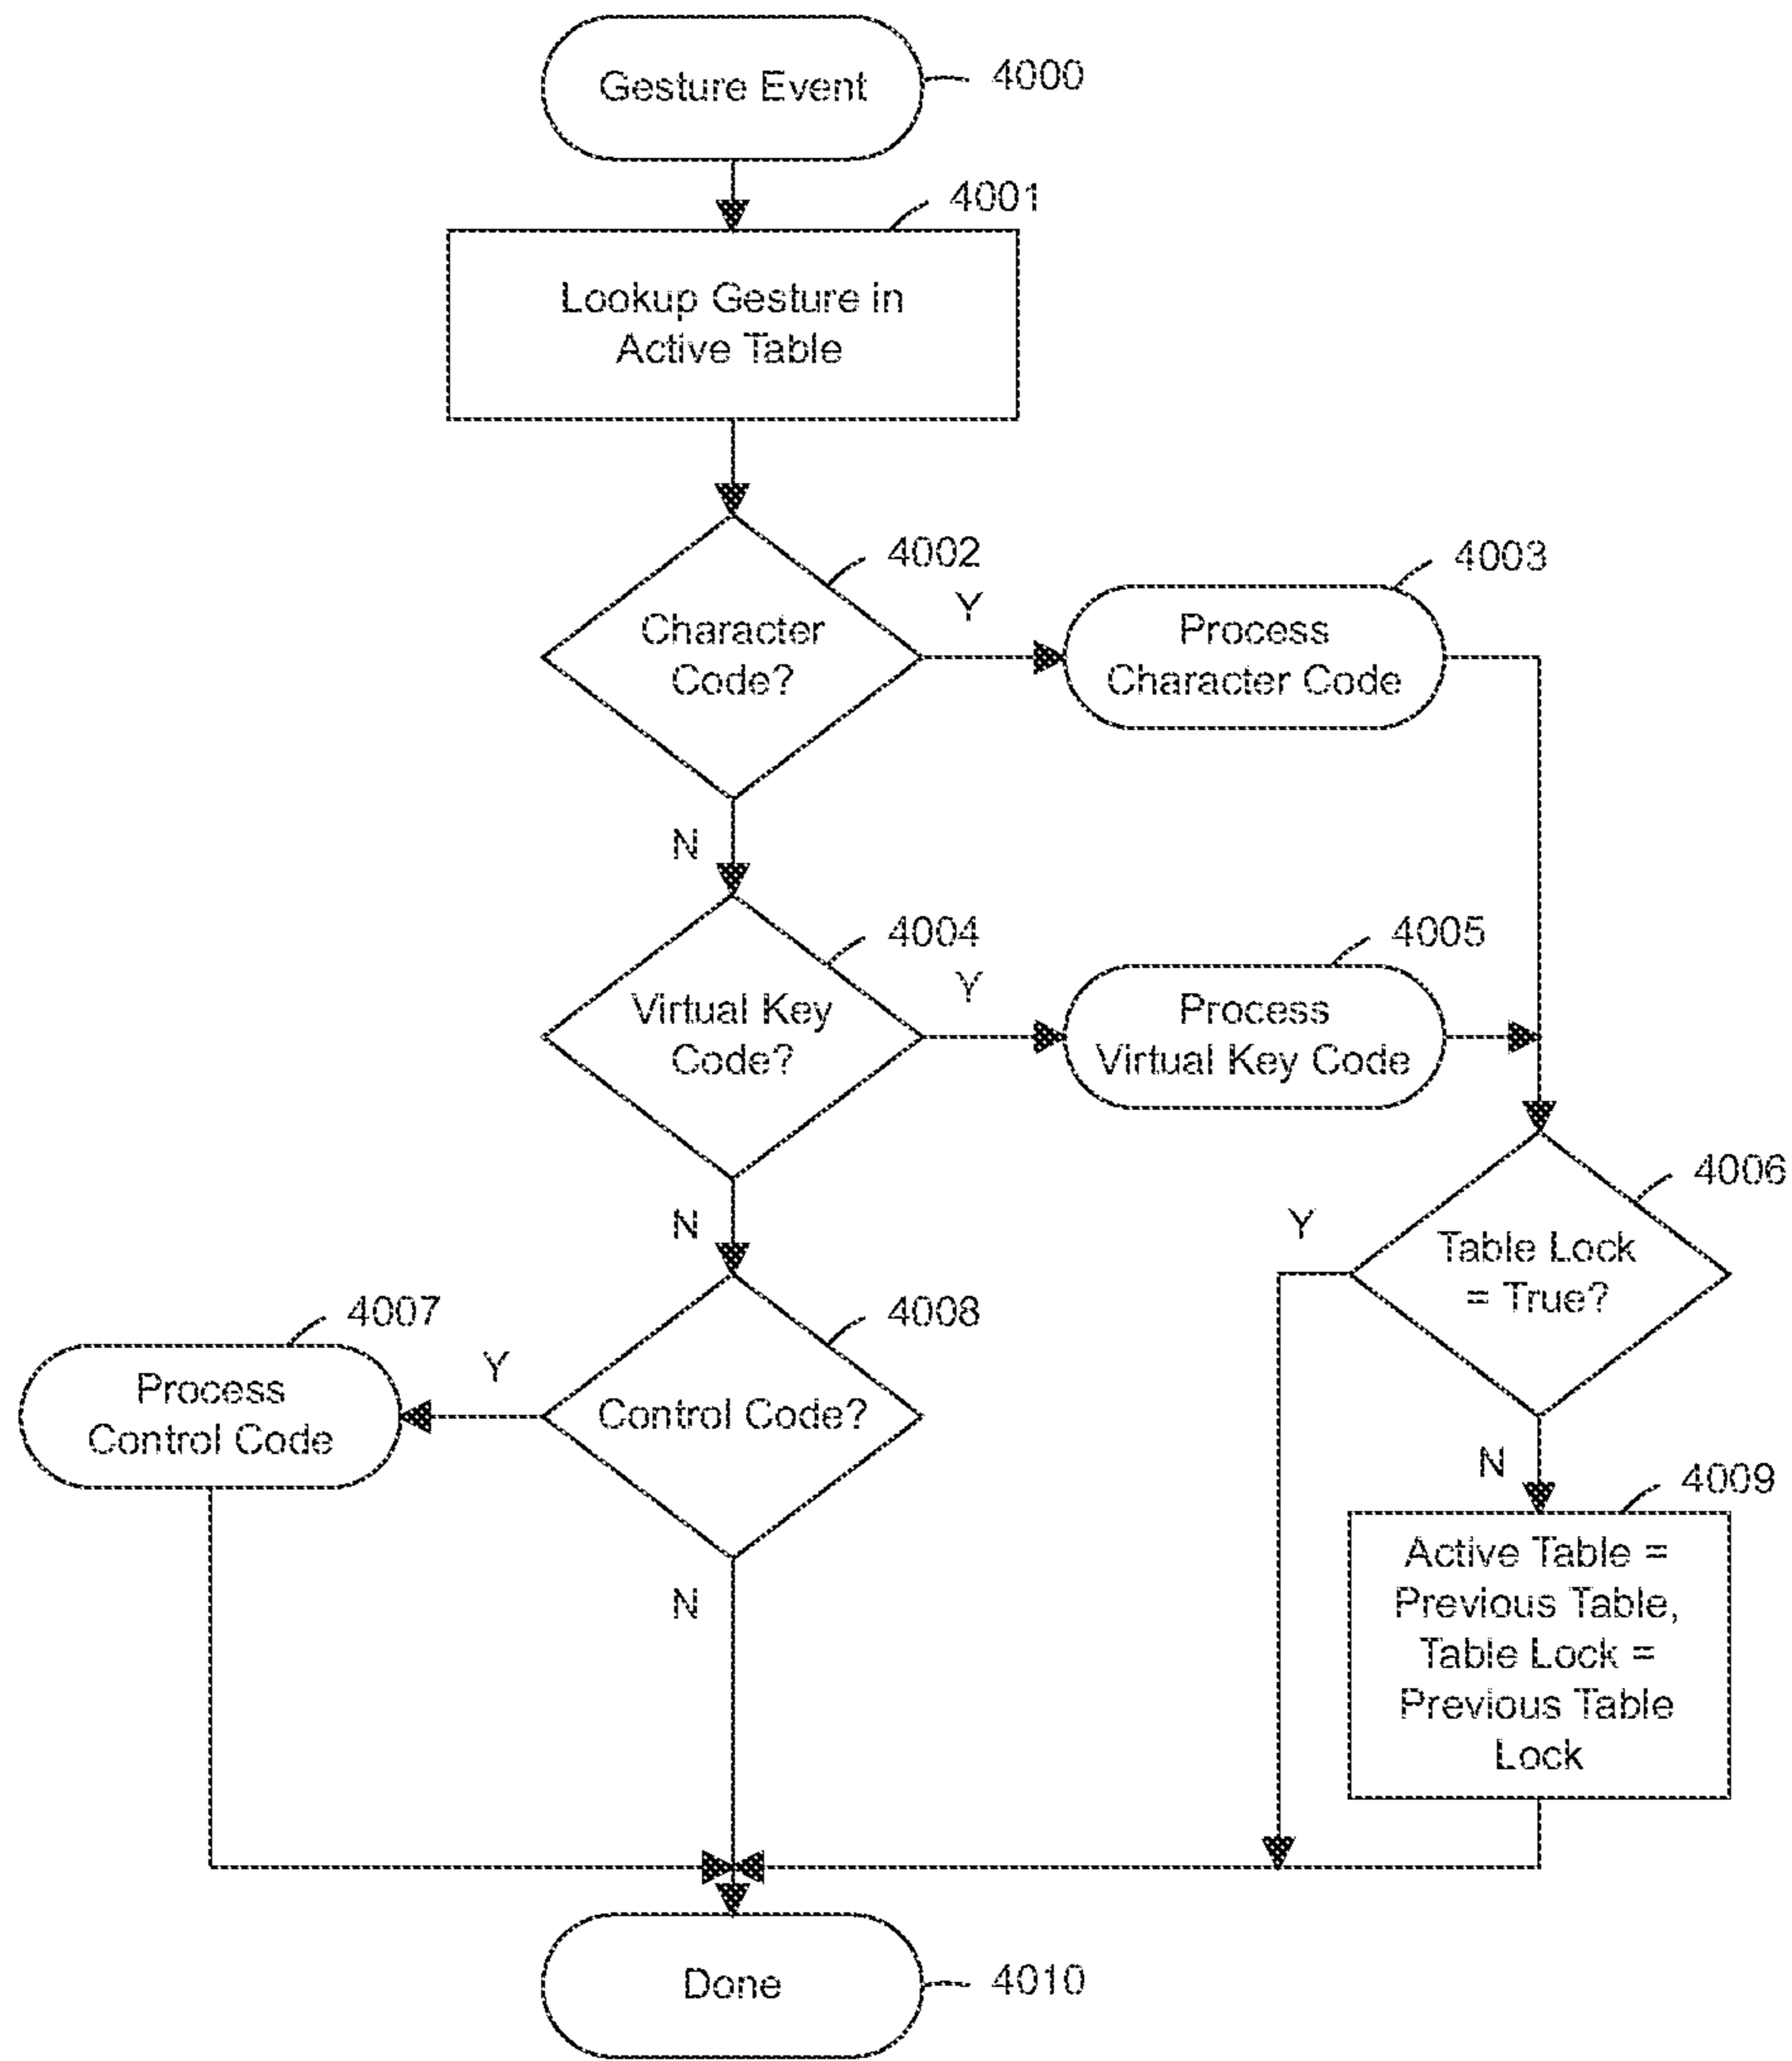 Gesture Event
4000
4001
Lookup Gesture in
Active Table
4002
Character
Code?
Y
4003
Process
Character Code
N
4004
Virtual Key
Code?
Y
4005
Process
Virtual Key Code
N
4006
Table Lock
= True?
Y
4007
Process
Control Code
Y
4008
Control Code?
N
N
4009
Active Table =
Previous Table,
Table Lock =
Previous Table
Lock
Done
4010